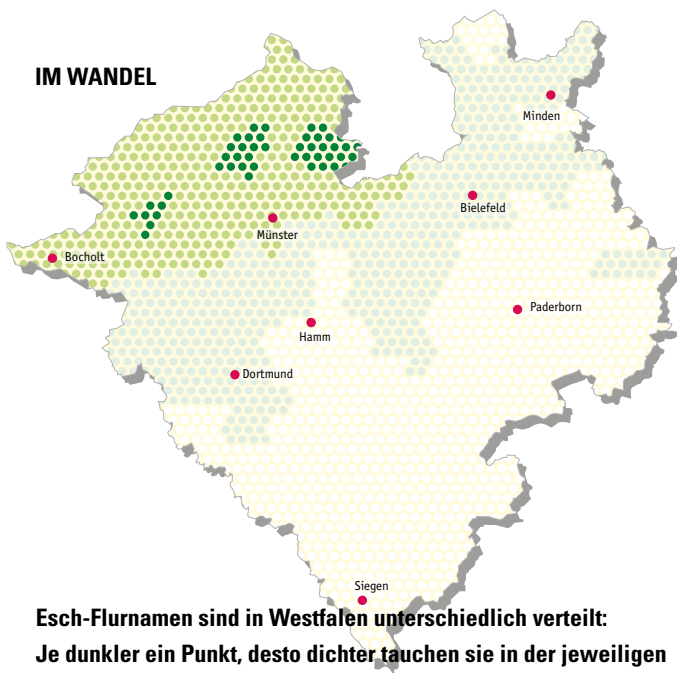 IM WANDEL
Minden
Bielefeld
Münster
Bocholt
Paderborn
Hamm
Dortmund
Siegen
Esch-Flurnamen sind in Westfalen unterschiedlich verteilt:
Je dunkler ein Punkt, desto dichter tauchen sie in der jeweiligen